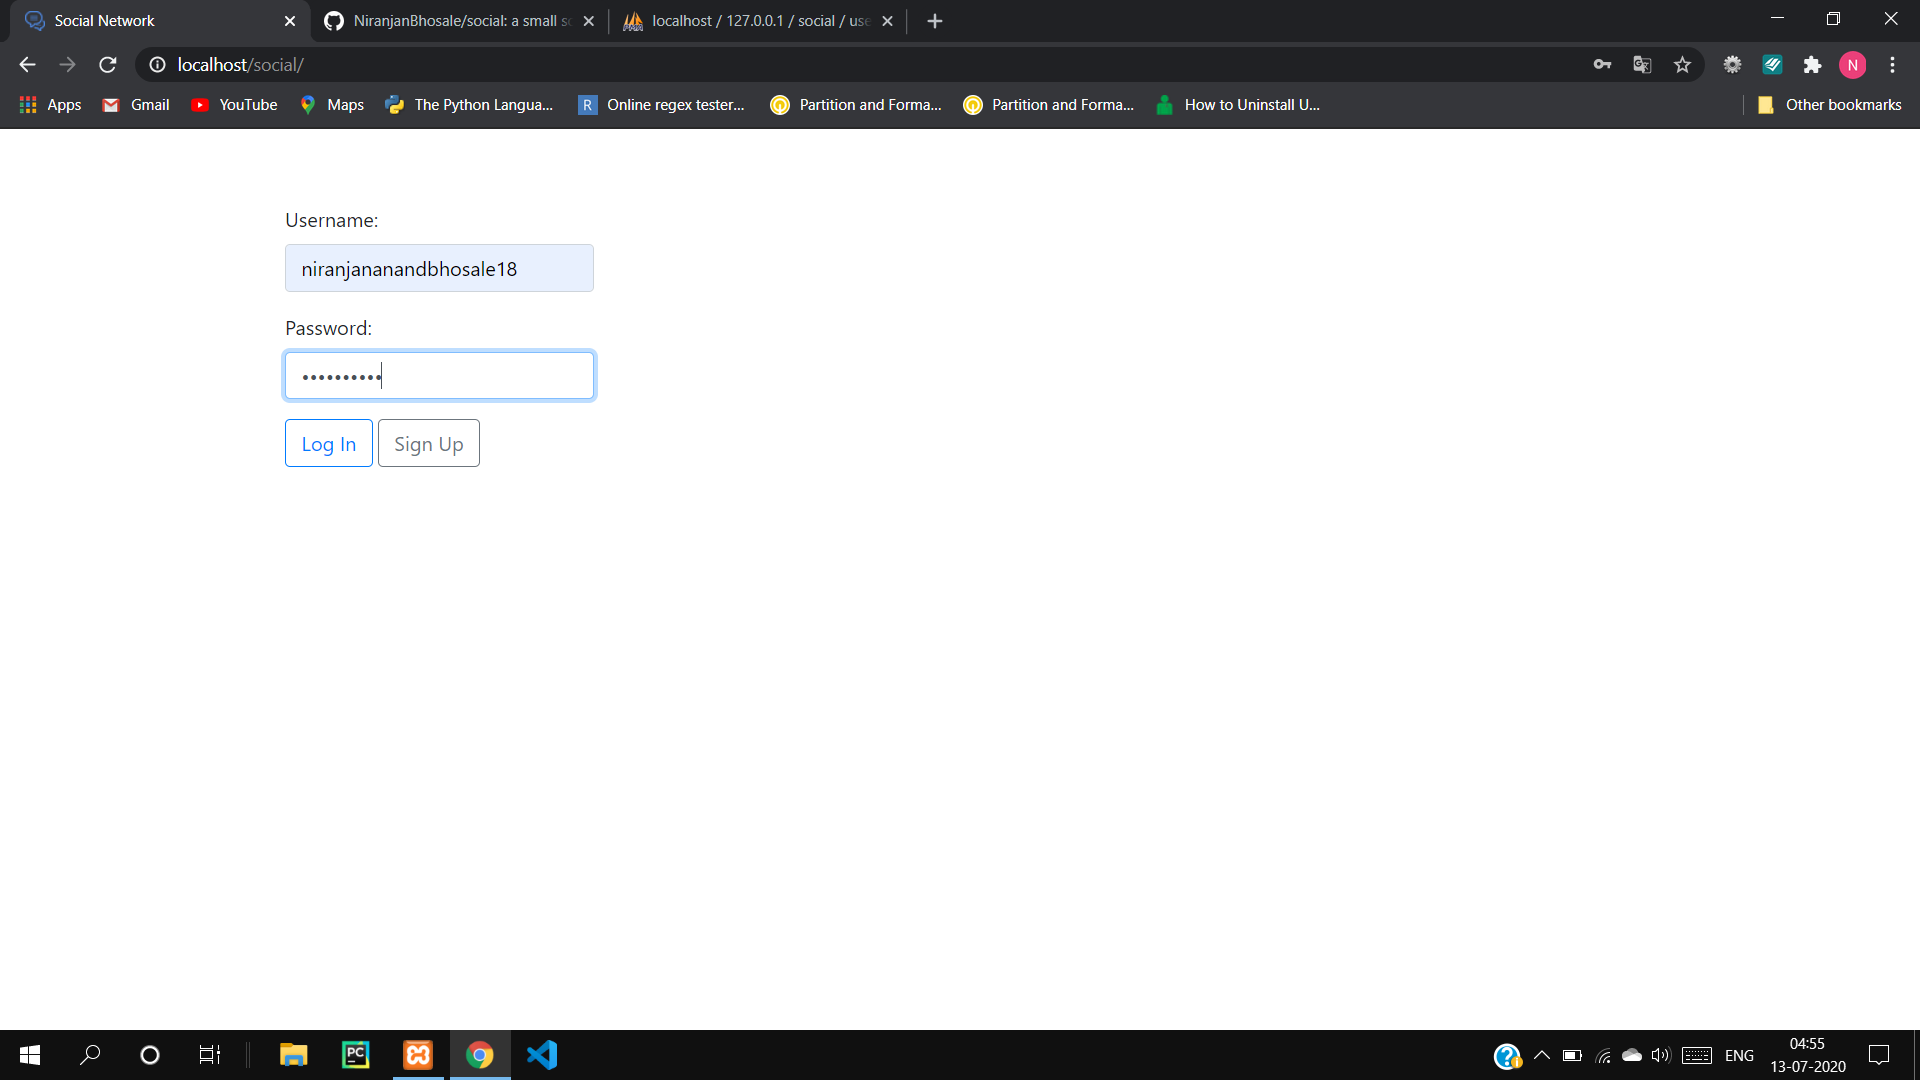 Social Network
NiranjanBhosale/social: a small s
localhost / 127.0.0.1 / social / use
localhost/social/
N
Apps
Gmail
YouTube
Maps
The Python Langua...
R
Online regex tester...
Partition and Forma...
Partition and Forma...
How to Uninstall U...
Other bookmarks
Username:
niranjananandbhosale18
Password:
••••••••••
Log In
Sign Up
PC
ENG
04:55
13-07-2020